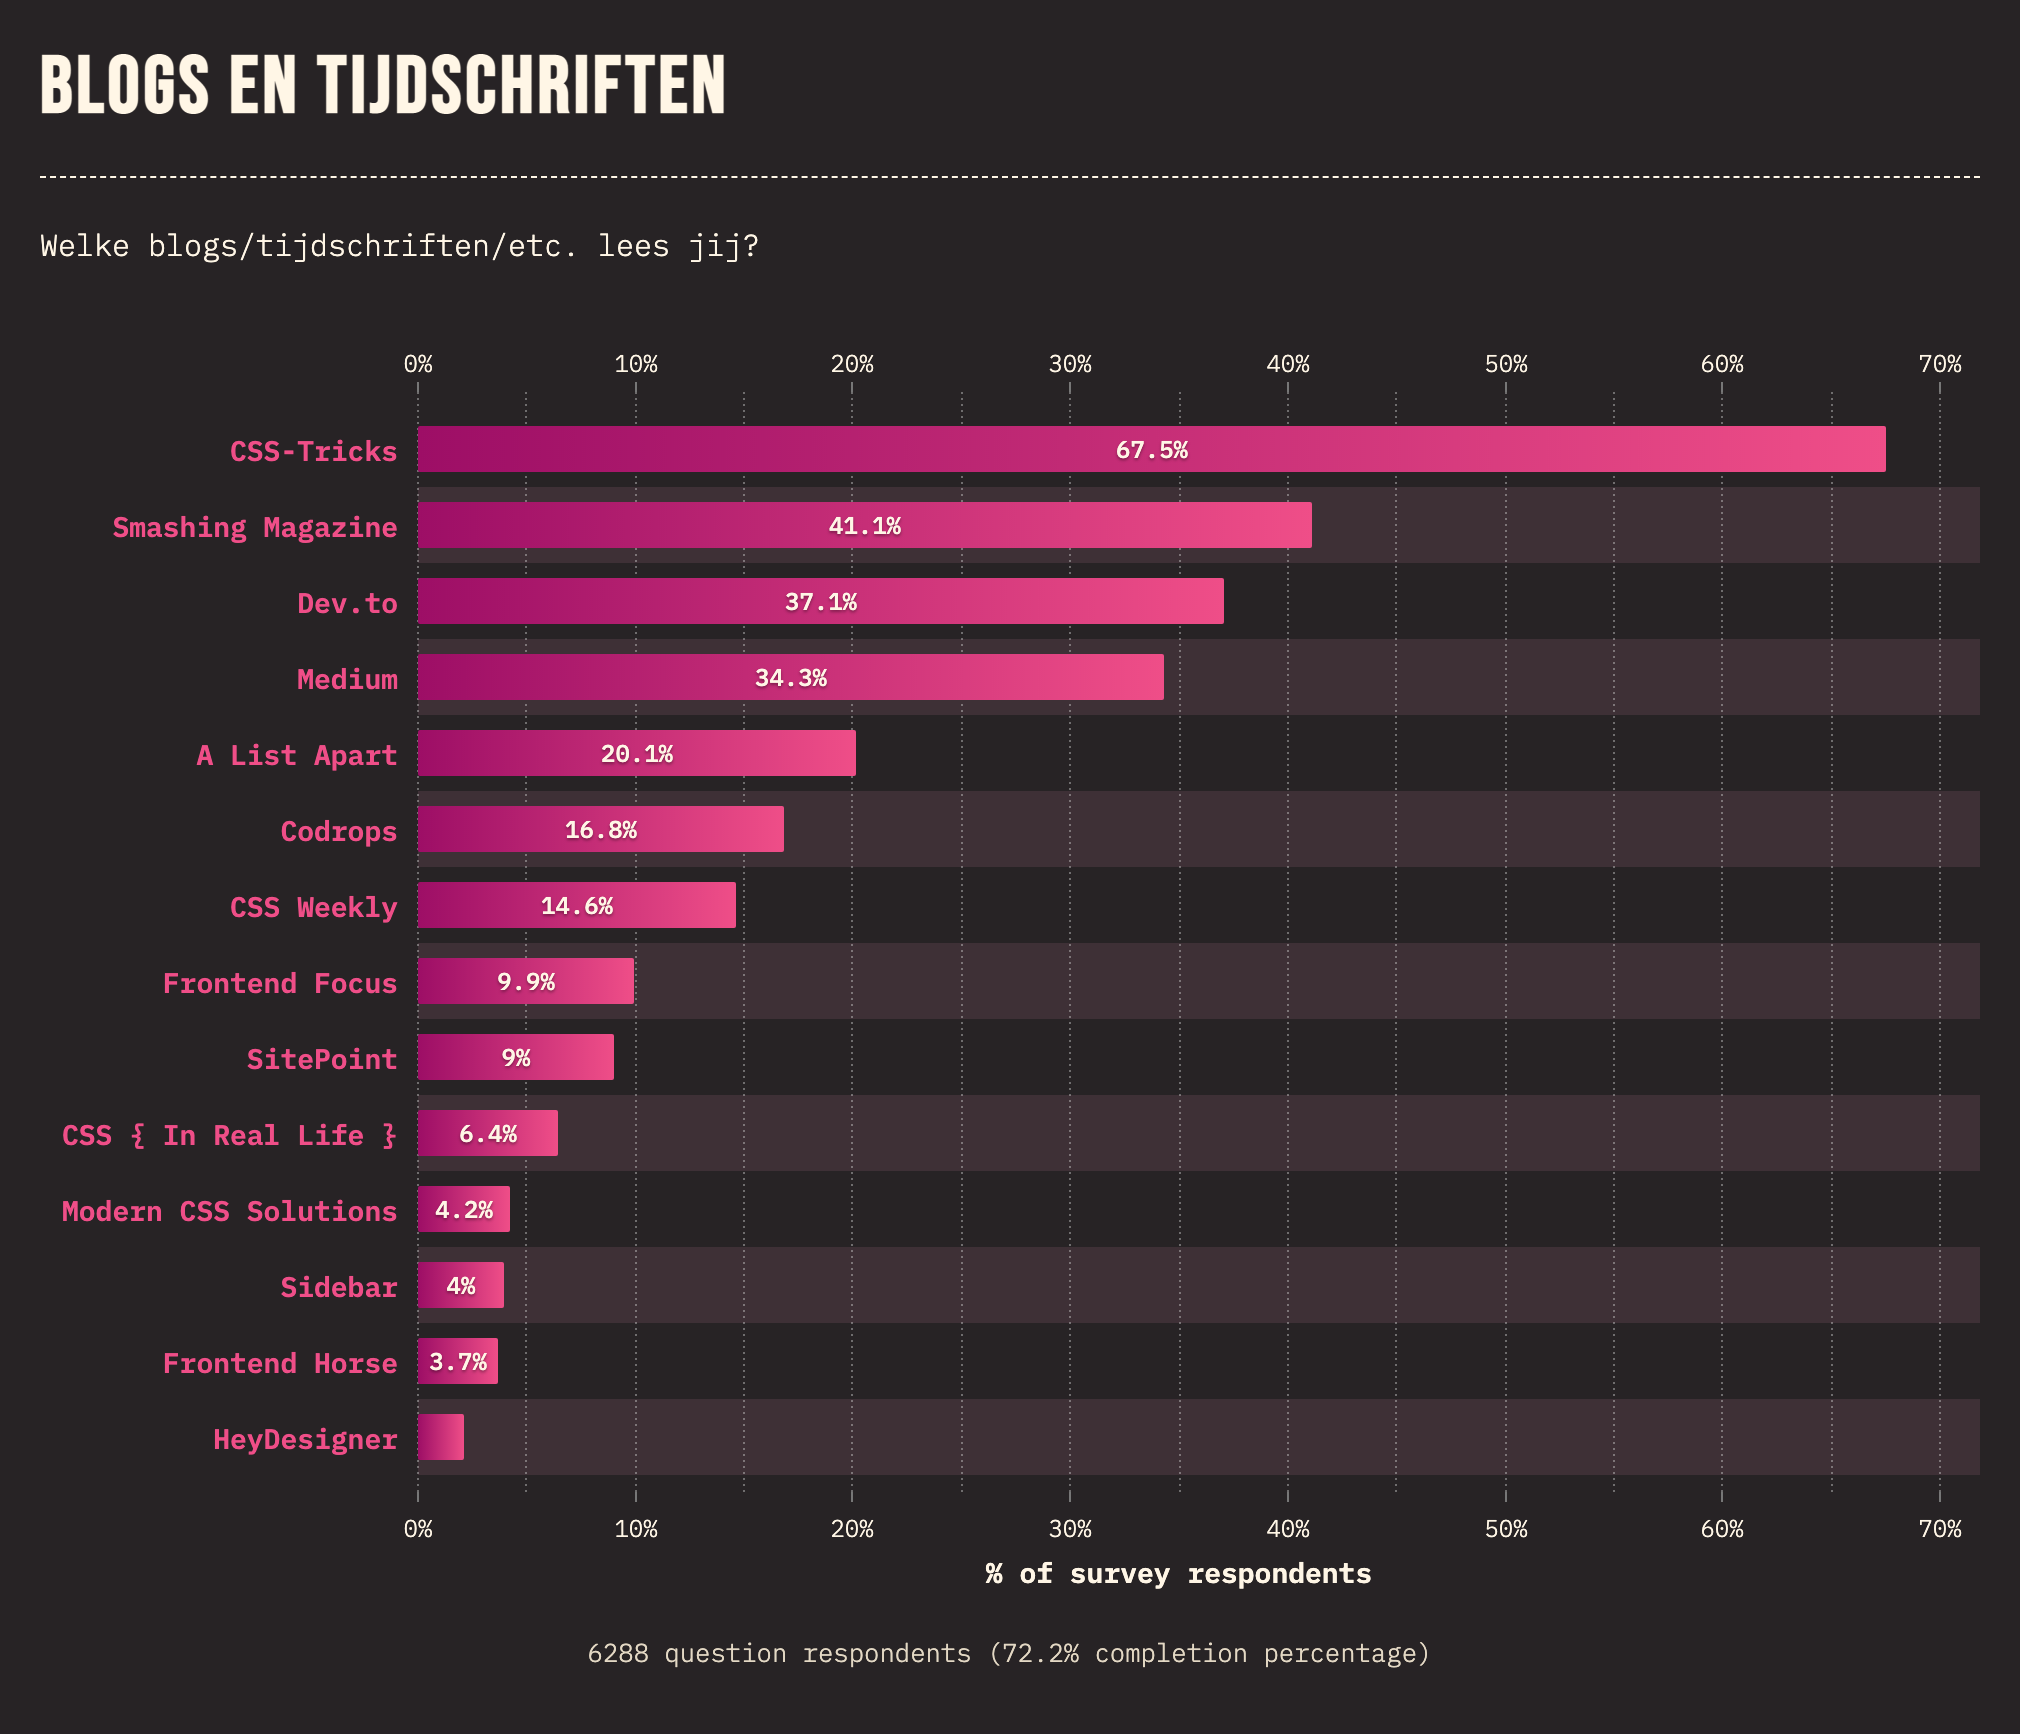 BLOGS EN TIJDSCHRIFTEN
Welke blogs/tijdschriften/etc. lees jij?
0% 10% 20% 30% 40% 50% 60% 70%
CSS-Tricks 67.5%
Smashing Magazine 41.1%
Dev.to 37.1%
Medium 34.3%
A List Apart 20.1%
Codrops 16.8%
CSS Weekly 14.6%
Frontend Focus 9.9%
SitePoint 9%
CSS { In Real Life } 6.4%
Modern CSS Solutions 4.2%
Sidebar 4%
Frontend Horse 3.7%
HeyDesigner
0% 10% 20% 30% 40% 50% 60% 70%
% of survey respondents
6288 question respondents (72.2% completion percentage)